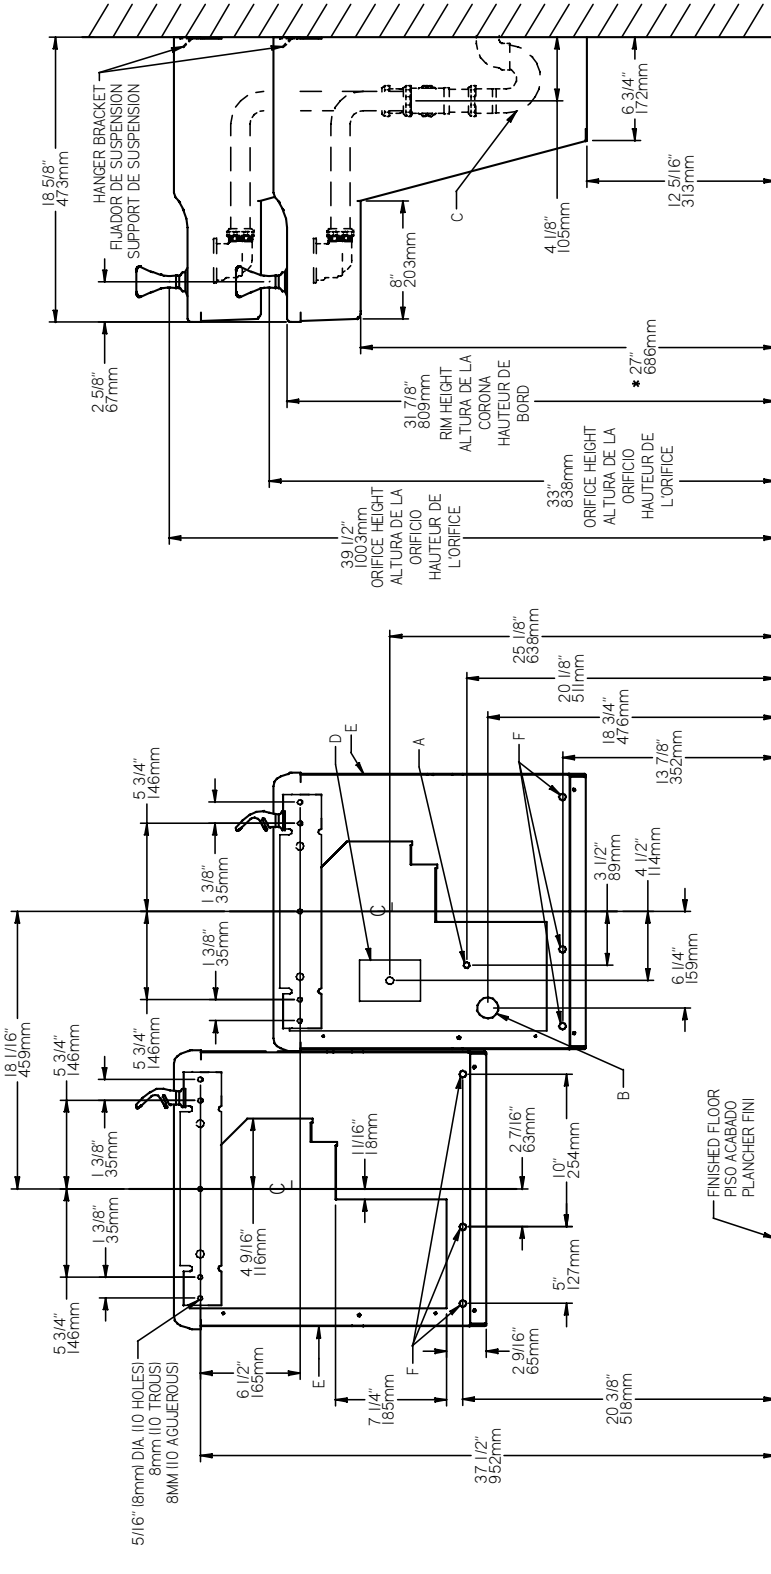 18 5/8"
473mm
HANGER BRACKET
FIJADOR DE SUSPENSION
SUPPORT DE SUSPENSION
2 5/8"
67mm
C
4 1/8"
105mm
6 3/4"
172mm
8"
203mm
12 5/16"
313mm
* 27"
686mm
31 7/8"
809mm
RIM HEIGHT
ALTURA DE LA
CORONA
HAUTEUR DE
BORD
33"
838mm
ORIFICE HEIGHT
ALTURA DE LA
ORIFICIO
HAUTEUR DE
L'ORIFICE
39 1/2"
1003mm
ORIFICE HEIGHT
ALTURA DE LA
ORIFICIO
HAUTEUR DE
L'ORIFICE
18 1/16"
459mm
5 3/4"
146mm
5 3/4"
146mm
5 3/4"
146mm
5 3/4"
146mm
1 3/8"
35mm
1 3/8"
35mm
1 3/8"
35mm
1 3/8"
35mm
5/16" (8mm) DIA. (10 HOLES)
8mm (10 TROUS)
8MM (10 AGUJEROUS)
D
E
A
F
B
CL
CL
E
F
25 1/8"
638mm
20 1/8"
511mm
18 3/4"
476mm
13 7/8"
352mm
3 1/2"
89mm
4 1/2"
114mm
6 1/4"
159mm
4 9/16"
116mm
11/16"
18mm
6 1/2"
165mm
7 1/4"
185mm
2 7/16"
63mm
10"
254mm
5"
127mm
2 9/16"
65mm
20 3/8"
518mm
37 1/2"
952mm
FINISHED FLOOR
PISO ACABADO
PLANCHER FINI